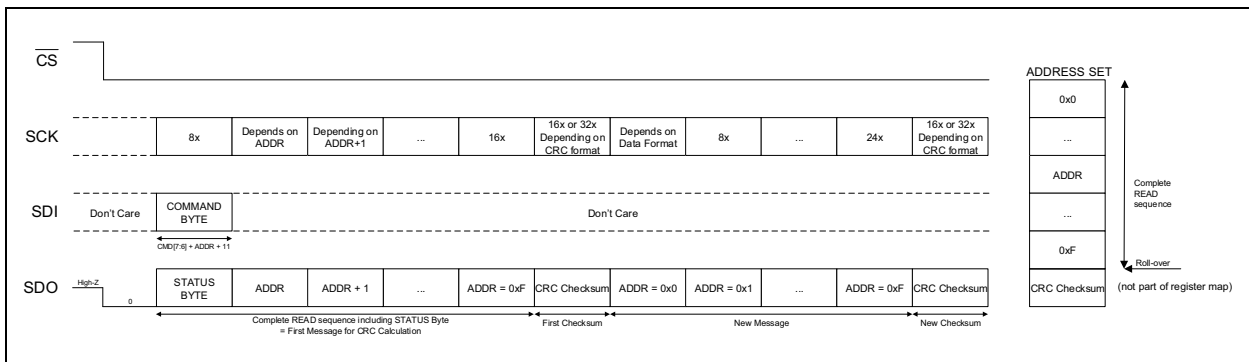 CS
ADDRESS SET
0x0
SCK
8x
Depends on
ADDR
Depending on
ADDR+1
...
16x
16x or 32x
Depending on
CRC format
Depends on
Data Format
8x
...
24x
16x or 32x
Depending on
CRC format
...
ADDR
SDI
Don't Care
COMMAND
BYTE
Don't Care
CMD[7:6] + ADDR + 11
...
Complete
READ
sequence
0xF
Roll-over
SDO
High-Z
0
STATUS
BYTE
ADDR
ADDR + 1
...
ADDR = 0xF
CRC Checksum
ADDR = 0x0
ADDR = 0x1
...
ADDR = 0xF
CRC Checksum
CRC Checksum
(not part of register map)
Complete READ sequence including STATUS Byte
= First Message for CRC Calculation
First Checksum
New Message
New Checksum